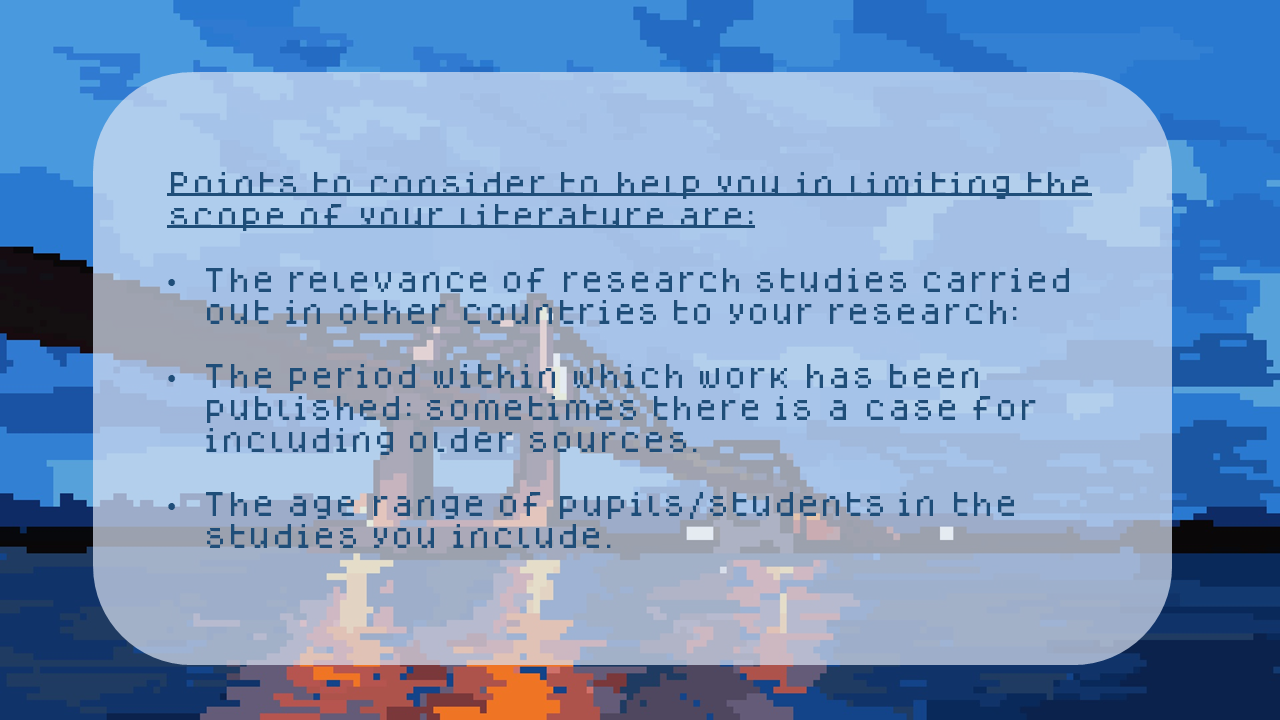 Points to consider to help you in limiting the
scope of your literature are:
• The relevance of research studies carried
out in other countries to your research:
• The period within which work has been
published: sometimes there is a case for
including older sources.
• The age range of pupils/students in the
studies you include.